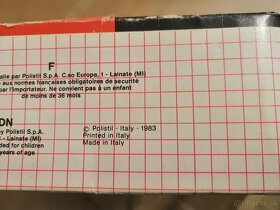 F
alie par Polistil S.p.A. C.so Europa, 1 - Lainate (MI)
aux normes françaises obligatoires de sécurité
par l'importateur. Ne convient pas à un enfant
de moins de 36 mois
DN
by Polistil S.p.A.
- Lainate (MI)
ded for children
years of age
© Polistil - Italy - 1983
Printed in Italy
Made in Italy